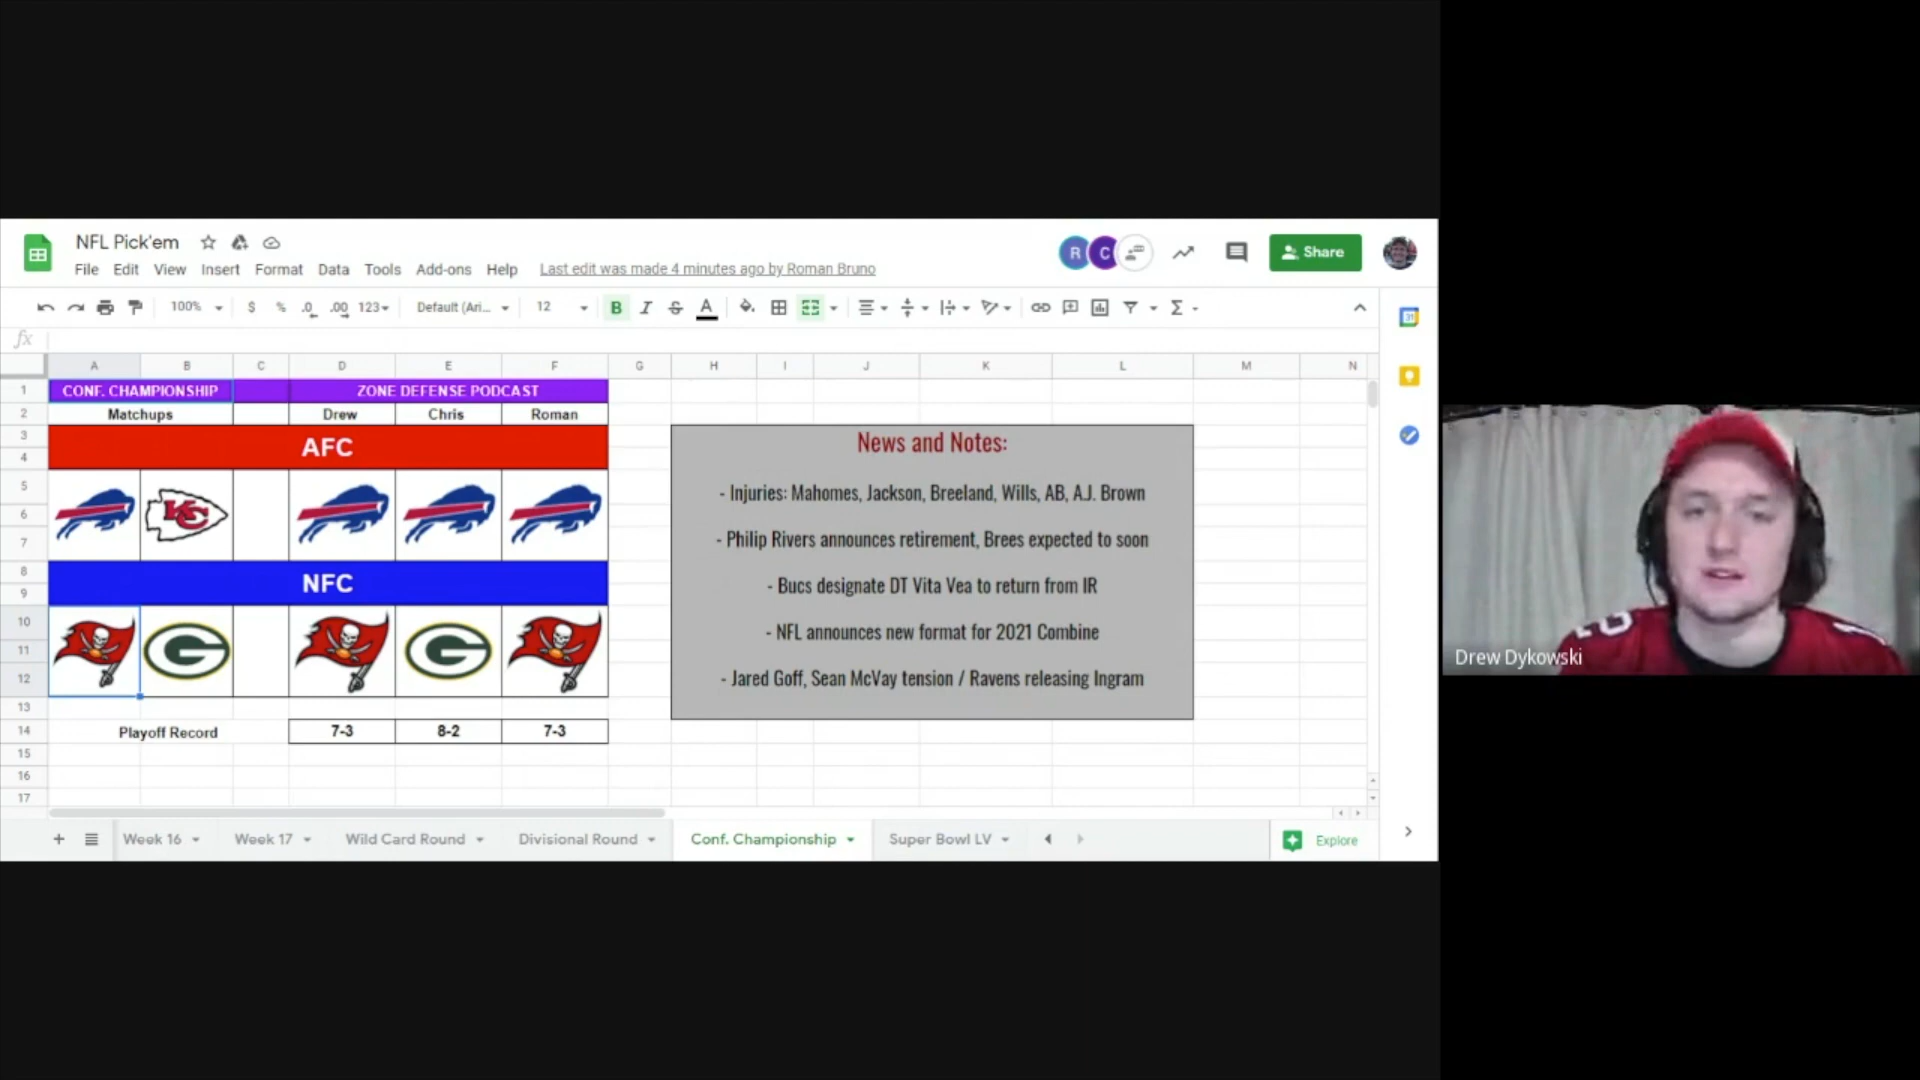 NFL Pick'em
R C
Share
File Edit View Insert Format Data Tools Add-ons Help Last edit was made 4 minutes ago by Roman Bruno
100% $ % .0 .00 123 Default (Ari... 12 B I S A
fx
A B C D E F G H I J K L M N
1 CONF. CHAMPIONSHIP ZONE DEFENSE PODCAST
2 Matchups Drew Chris Roman
3
AFC
4
5
6
KC
7
8
NFC
9
10
11
G G
12
13
14 Playoff Record 7-3 8-2 7-3
15
16
17
News and Notes:
- Injuries: Mahomes, Jackson, Breeland, Wills, AB, A.J. Brown
- Philip Rivers announces retirement, Brees expected to soon
- Bucs designate DT Vita Vea to return from IR
- NFL announces new format for 2021 Combine
- Jared Goff, Sean McVay tension / Ravens releasing Ingram
Week 16 Week 17 Wild Card Round Divisional Round Conf. Championship Super Bowl LV Explore
31
Drew Dykowski